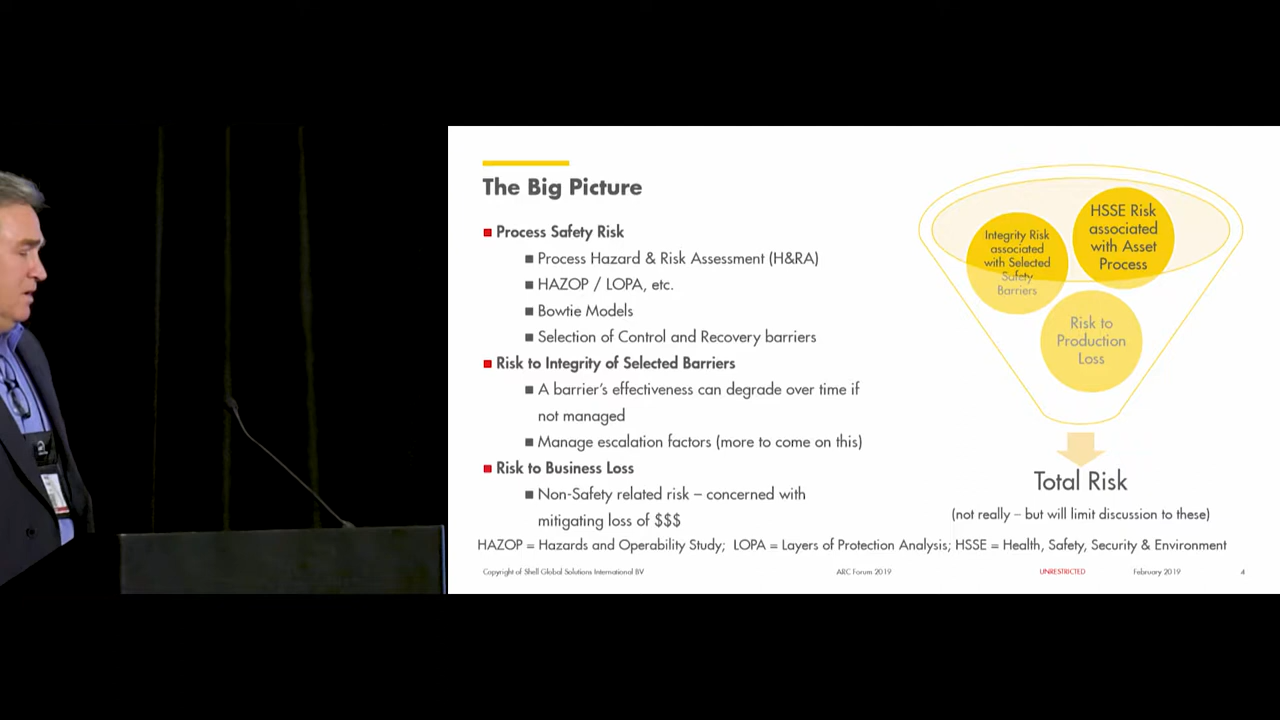 The Big Picture
Process Safety Risk
Process Hazard & Risk Assessment (H&RA)
HAZOP / LOPA, etc.
Bowtie Models
Selection of Control and Recovery barriers
Risk to Integrity of Selected Barriers
A barrier's effectiveness can degrade over time if
not managed
Manage escalation factors (more to come on this)
Risk to Business Loss
Non-Safety related risk – concerned with
mitigating loss of $$$
Integrity Risk
associated
with Selected
Safety
Barriers
HSSE Risk
associated
with Asset
Process
Risk to
Production
Loss
Total Risk
(not really – but will limit discussion to these)
HAZOP = Hazards and Operability Study; LOPA = Layers of Protection Analysis; HSSE = Health, Safety, Security & Environment
Copyright of Shell Global Solutions International BV
ARC Forum 2019
UNRESTRICTED
February 2019
4